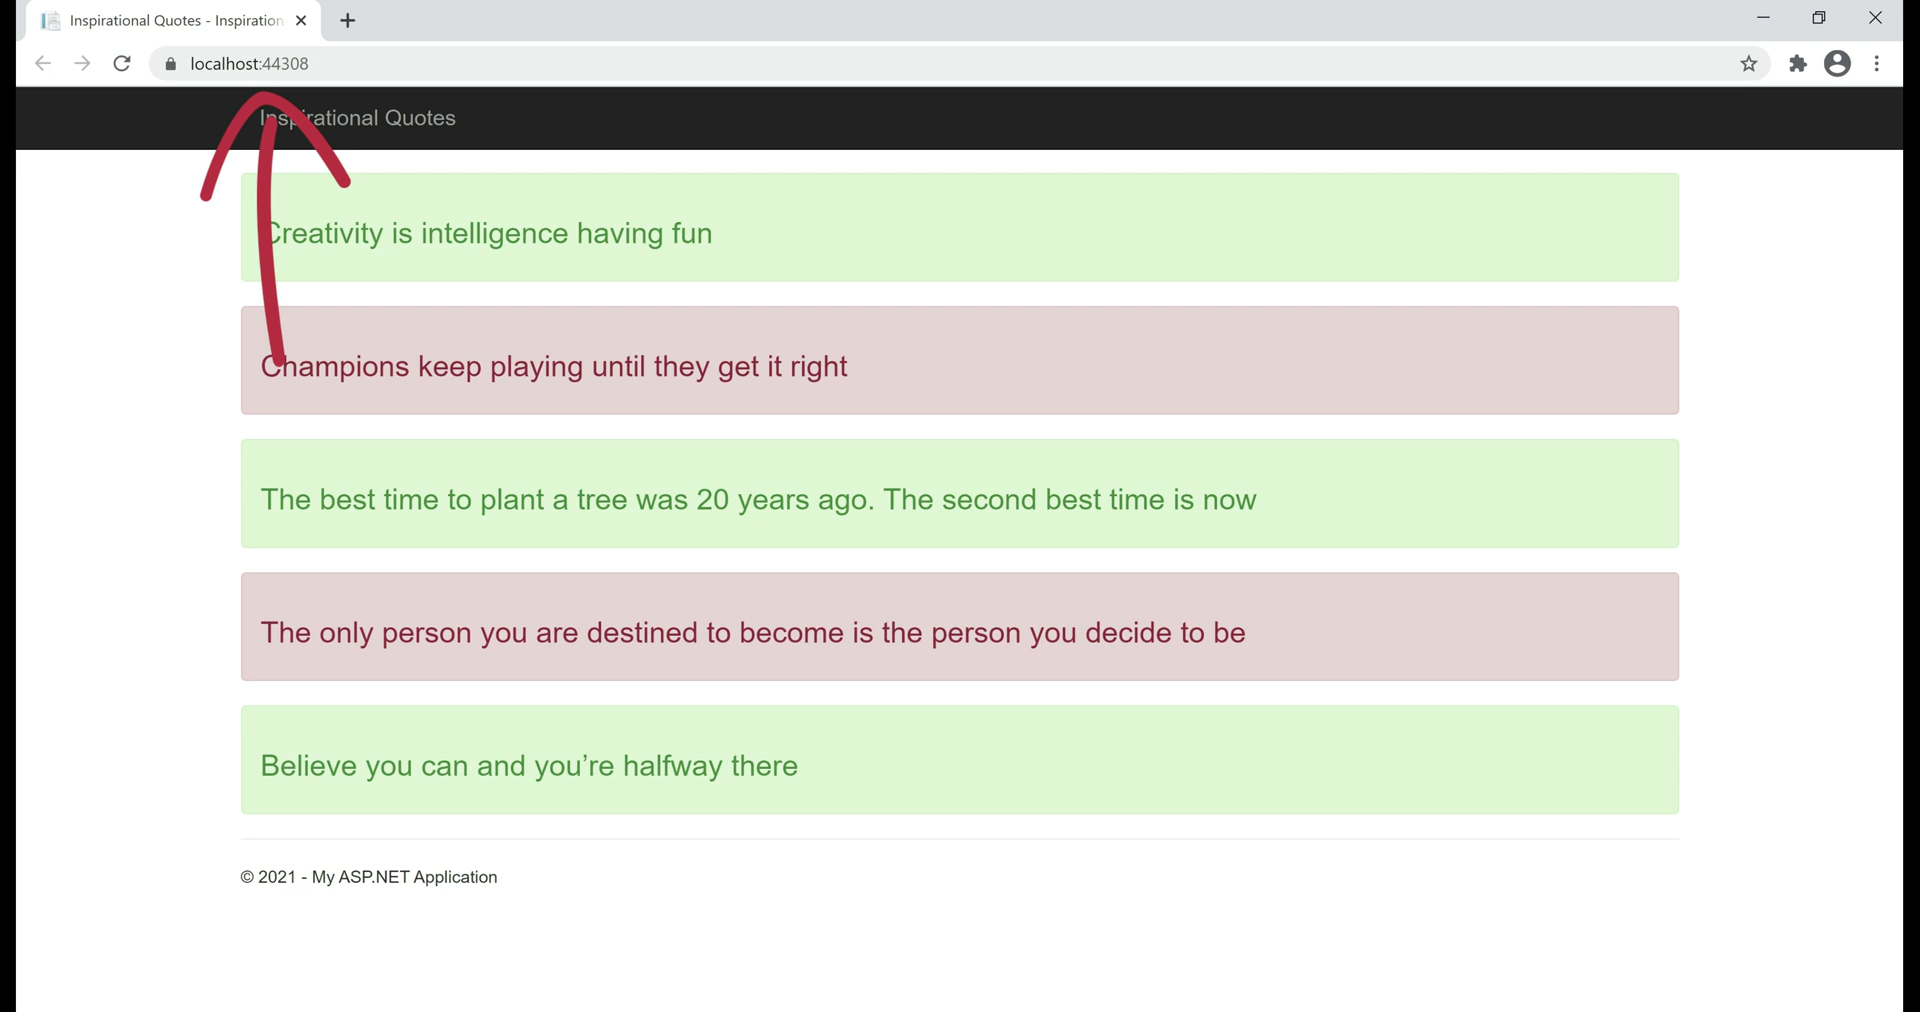 Inspirational Quotes - Inspiration
localhost:44308
Inspirational Quotes
Creativity is intelligence having fun
Champions keep playing until they get it right
The best time to plant a tree was 20 years ago. The second best time is now
The only person you are destined to become is the person you decide to be
Believe you can and you’re halfway there
© 2021 - My ASP.NET Application